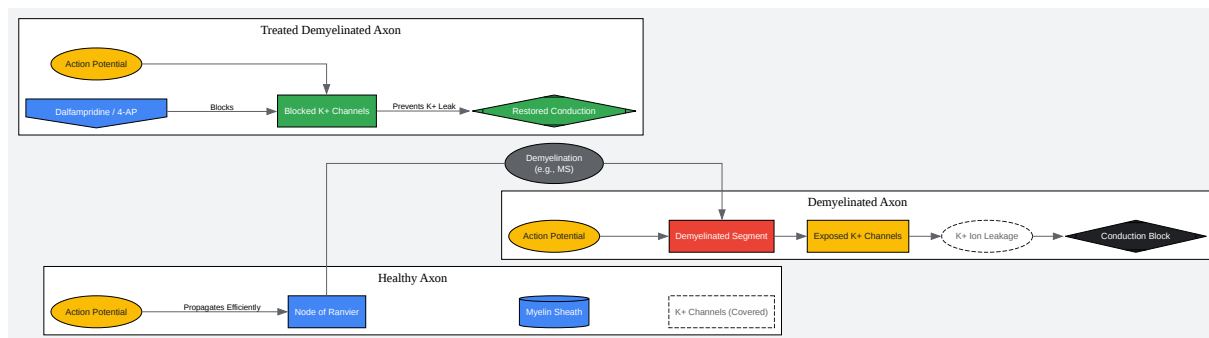 Treated Demyelinated Axon
Action Potential
Dalfampridine / 4-AP
Blocks
Blocked K+ Channels
Prevents K+ Leak
Restored Conduction
Demyelination
(e.g., MS)
Demyelinated Axon
Action Potential
Demyelinated Segment
Exposed K+ Channels
K+ Ion Leakage
Conduction Block
Healthy Axon
Action Potential
Propagates Efficiently
Node of Ranvier
Myelin Sheath
K+ Channels (Covered)